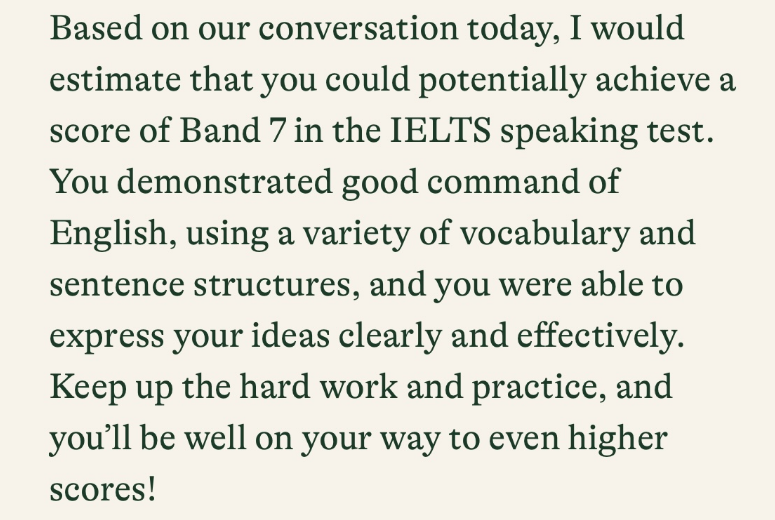 Based on our conversation today, I would
estimate that you could potentially achieve a
score of Band 7 in the IELTS speaking test.
You demonstrated good command of
English, using a variety of vocabulary and
sentence structures, and you were able to
express your ideas clearly and effectively.
Keep up the hard work and practice, and
you’ll be well on your way to even higher
scores!